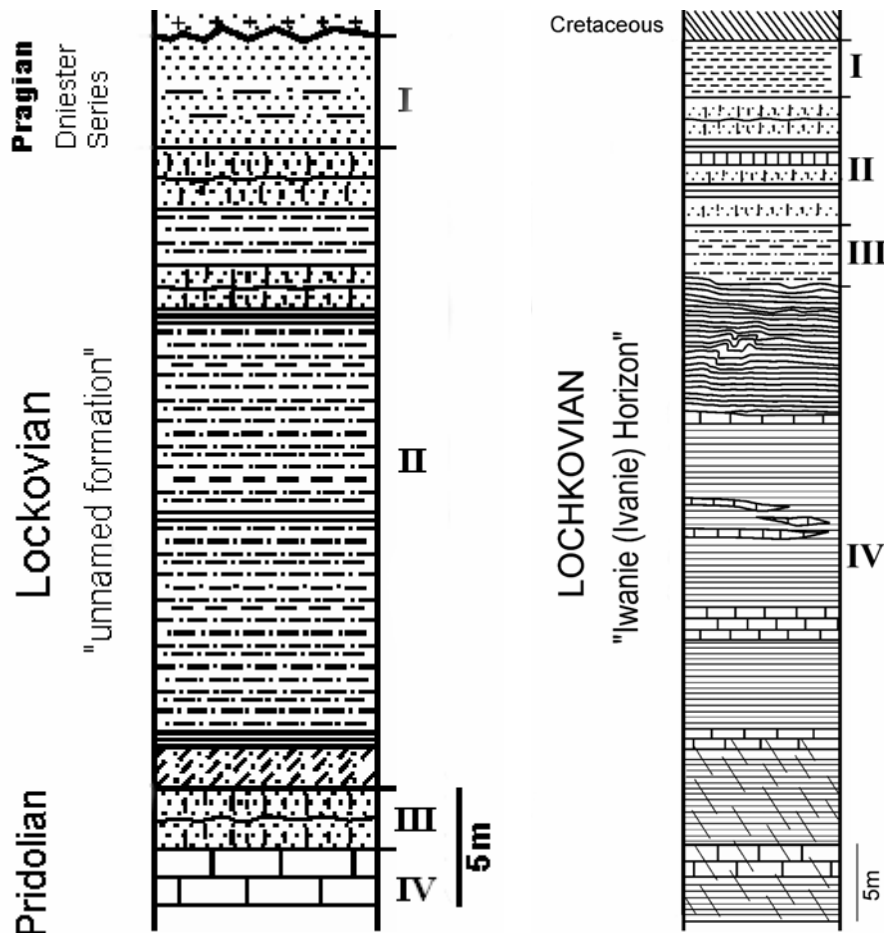 Pragian
Dniester
Series
Lockovian
"unnamed formation"
Pridolian
I
II
III
IV
5m
Cretaceous
LOCHKOVIAN
"Iwanie (Ivanie) Horizon"
I
II
III
IV
5m